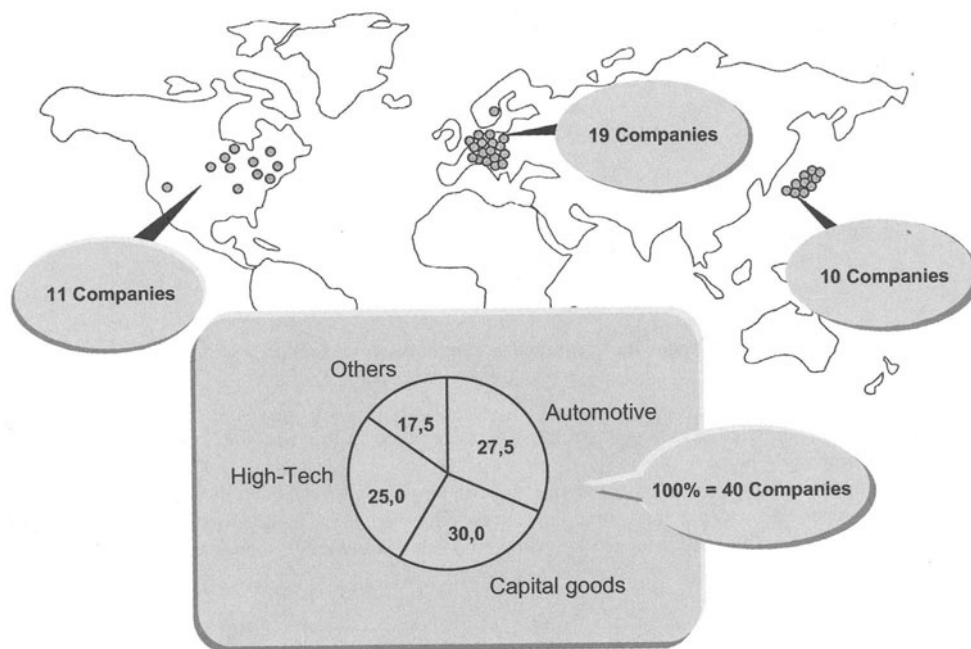 19 Companies
11 Companies
10 Companies
Others
Automotive
17,5
27,5
High-Tech
25,0
100% = 40 Companies
30,0
Capital goods